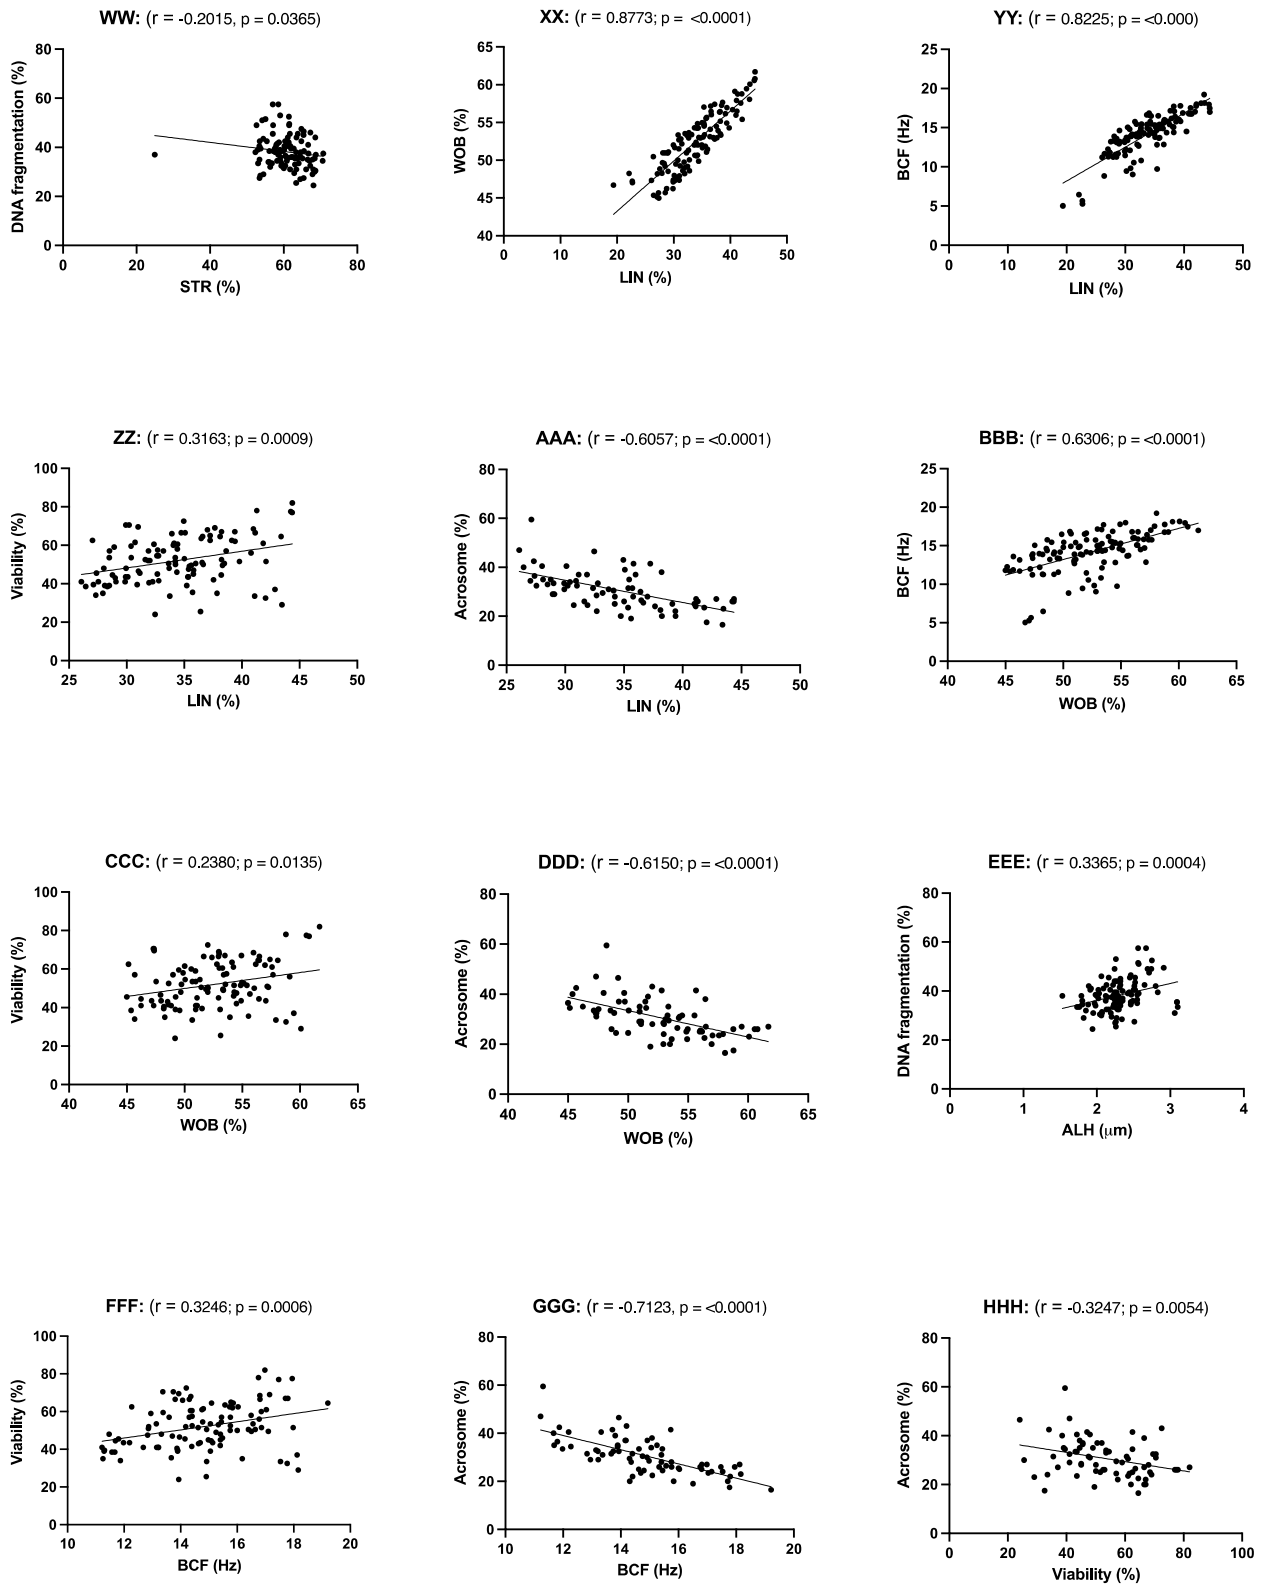 WW: (r = -0.2015, p = 0.0365)
80
60
40
20
0
DNA fragmentation (%)
0 20 40 60 80
STR (%)
XX: (r = 0.8773; p = <0.0001)
65
60
55
50
45
40
WOB (%)
0 10 20 30 40 50
LIN (%)
YY: (r = 0.8225; p = <0.000)
25
20
15
10
5
0
BCF (Hz)
0 10 20 30 40 50
LIN (%)
ZZ: (r = 0.3163; p = 0.0009)
100
80
60
40
20
0
Viability (%)
25 30 35 40 45 50
LIN (%)
AAA: (r = -0.6057; p = <0.0001)
80
60
40
20
0
Acrosome (%)
25 30 35 40 45 50
LIN (%)
BBB: (r = 0.6306; p = <0.0001)
25
20
15
10
5
0
BCF (Hz)
40 45 50 55 60 65
WOB (%)
CCC: (r = 0.2380; p = 0.0135)
100
80
60
40
20
0
Viability (%)
40 45 50 55 60 65
WOB (%)
DDD: (r = -0.6150; p = <0.0001)
80
60
40
20
0
Acrosome (%)
40 45 50 55 60 65
WOB (%)
EEE: (r = 0.3365; p = 0.0004)
80
60
40
20
0
DNA fragmentation (%)
0 1 2 3 4
ALH (μm)
FFF: (r = 0.3246; p = 0.0006)
100
80
60
40
20
0
Viability (%)
10 12 14 16 18 20
BCF (Hz)
GGG: (r = -0.7123, p = <0.0001)
80
60
40
20
0
Acrosome (%)
10 12 14 16 18 20
BCF (Hz)
HHH: (r = -0.3247; p = 0.0054)
80
60
40
20
0
Acrosome (%)
0 20 40 60 80 100
Viability (%)